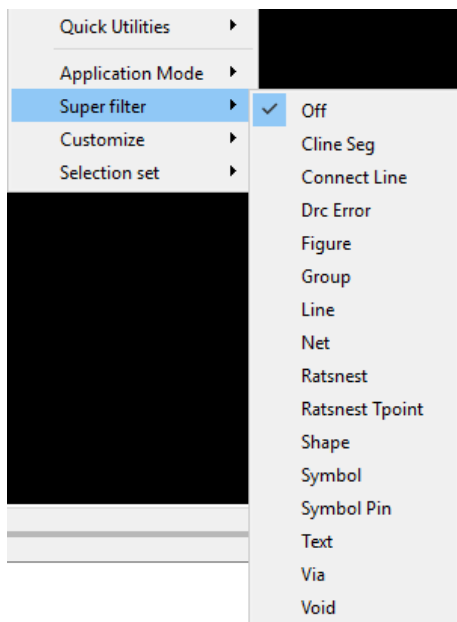 Quick Utilities
Application Mode
Super filter
Customize
Selection set
Off
Cline Seg
Connect Line
Drc Error
Figure
Group
Line
Net
Ratsnest
Ratsnest Tpoint
Shape
Symbol
Symbol Pin
Text
Via
Void